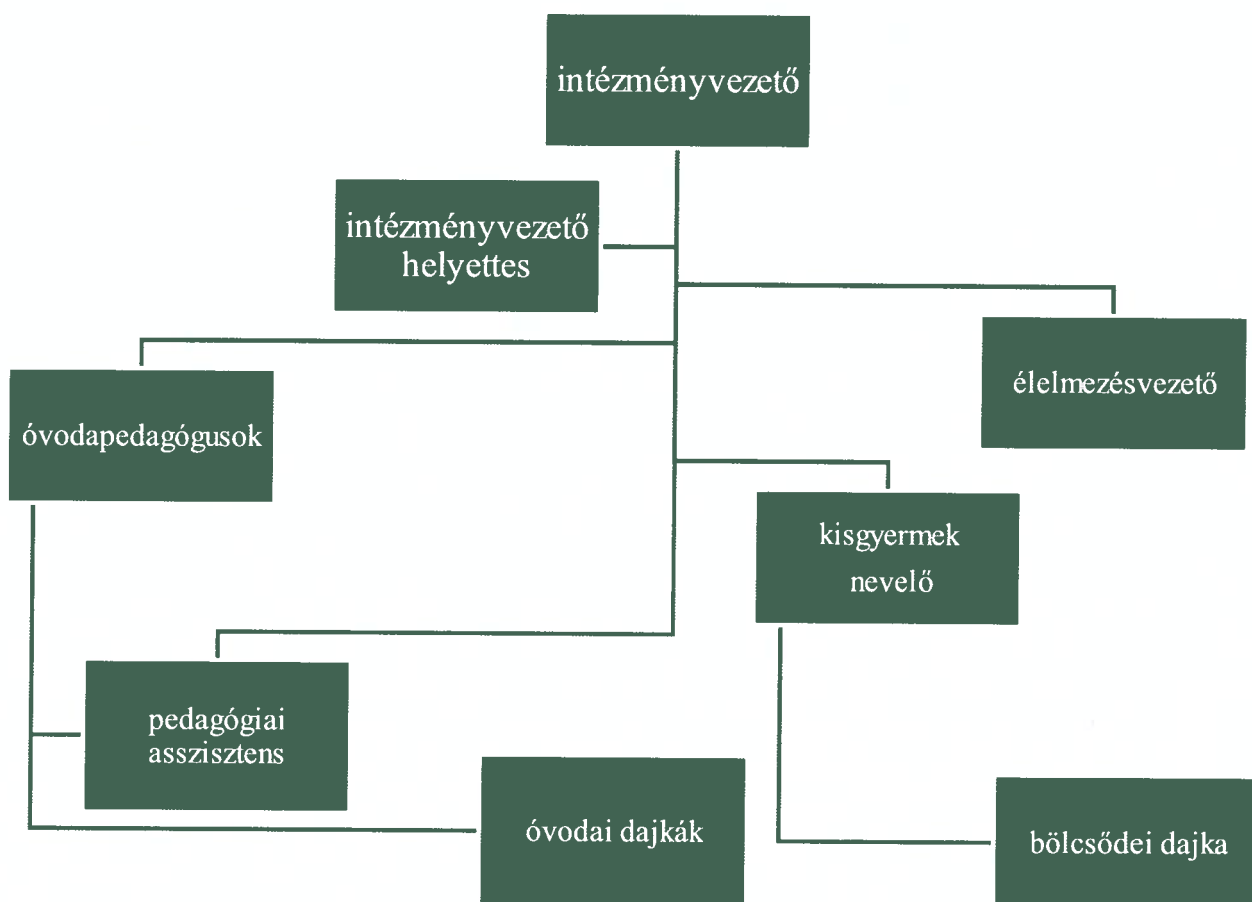 intézményvezető
intézményvezető
helyettes
élelmezésvezető
óvodapedagógusok
kisgyermek
nevelő
pedagógiai
asszisztens
óvodai dajkák
bölcsődei dajka